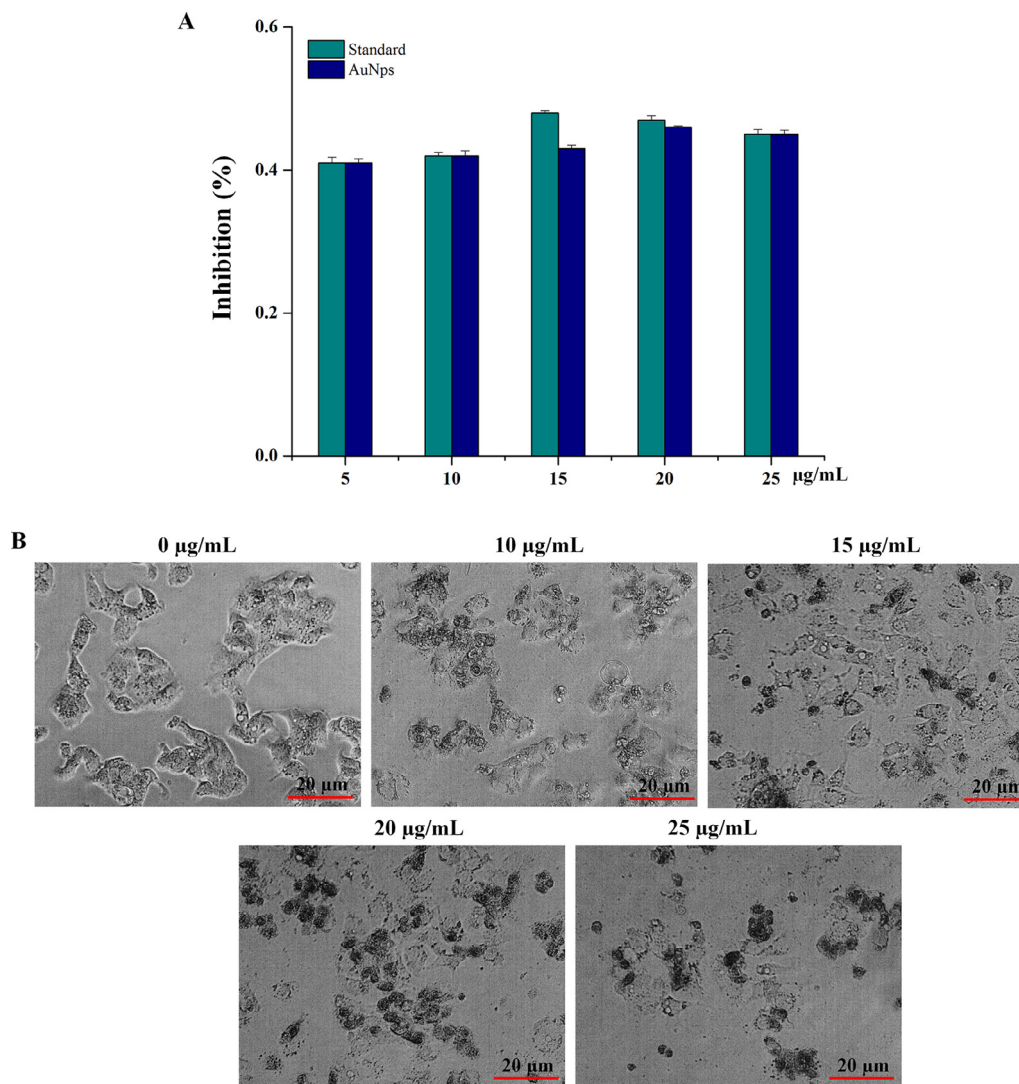 A
0.6
Standard
AuNps
0.4
0.2
0.0
Inhibition (%)
5 10 15 20 25 μg/mL
B
0 μg/mL 10 μg/mL 15 μg/mL
20 μm 20 μm 20 μm
20 μg/mL 25 μg/mL
20 μm 20 μm